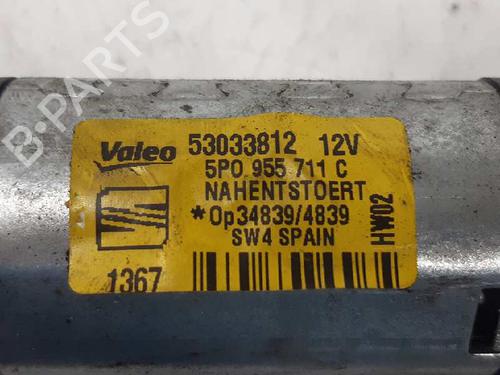 Valeo 53033812 12V
5P0 955 711 C
NAHENTSTOERT
*Op34839/4839
SW4 SPAIN
HW02
1367
B-PARTS